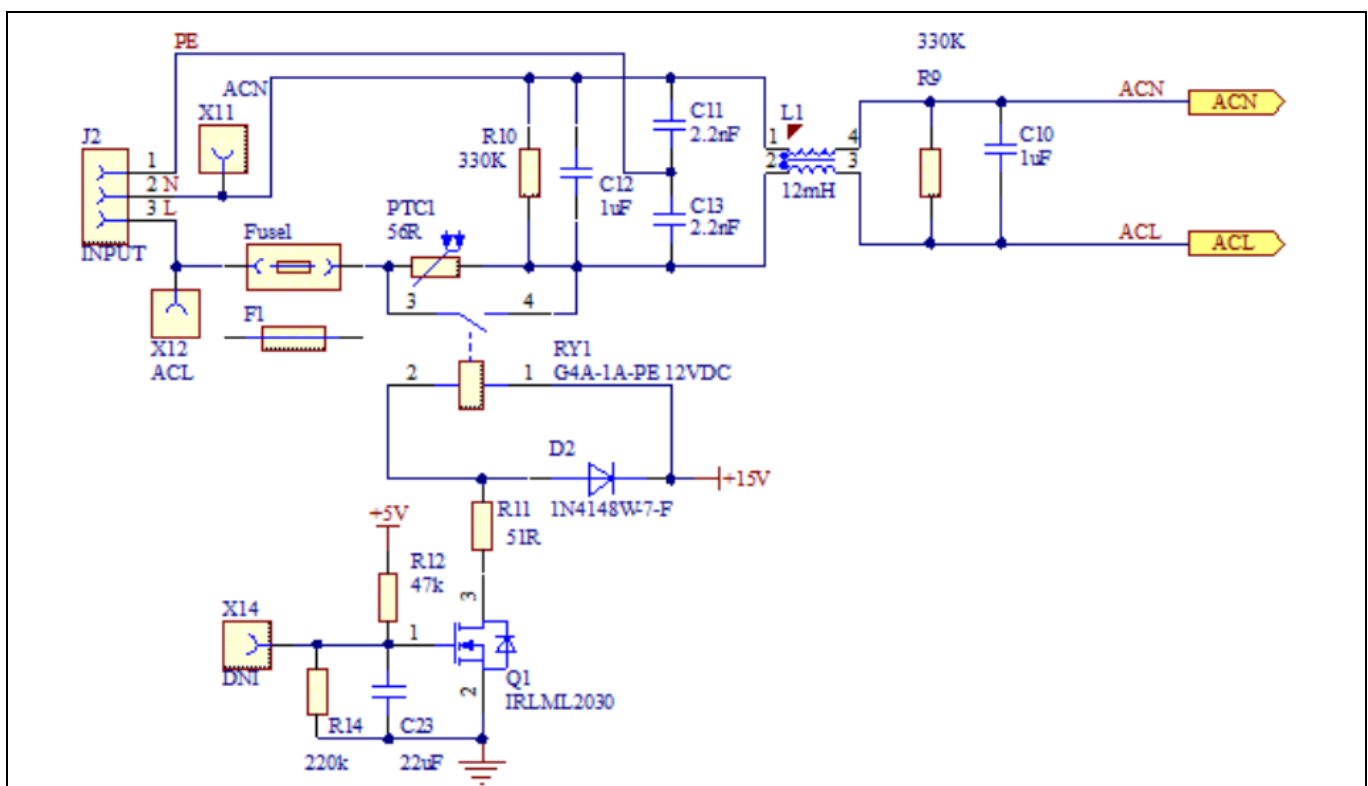 PE
330K
R9
ACN
X11
ACN
ACN
J2
R10
330K
C11
2.2nF
L1
1
4
2
3
12mH
C10
1uF
1
2 N
3 L
INPUT
C12
1uF
C13
2.2nF
PTC1
56R
Fuse1
ACL
ACL
3
4
F1
X12
ACL
RY1
G4A-1A-PE 12VDC
2
1
D2
+15V
1N4148W-7-F
R11
51R
+5V
R12
47k
3
X14
1
DNI
2
Q1
IRLML2030
R14
220k
C23
22uF